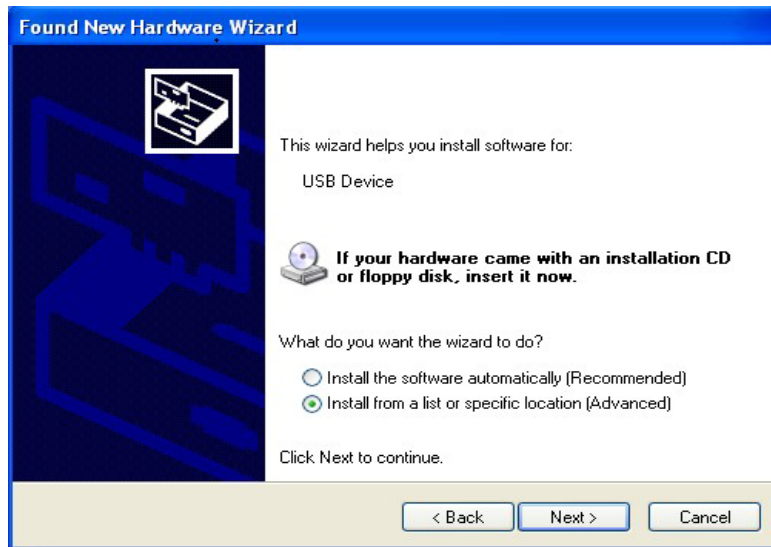 Found New Hardware Wizard
This wizard helps you install software for:
USB Device
If your hardware came with an installation CD
or floppy disk, insert it now.
What do you want the wizard to do?
Install the software automatically (Recommended)
Install from a list or specific location (Advanced)
Click Next to continue.
< Back Next > Cancel